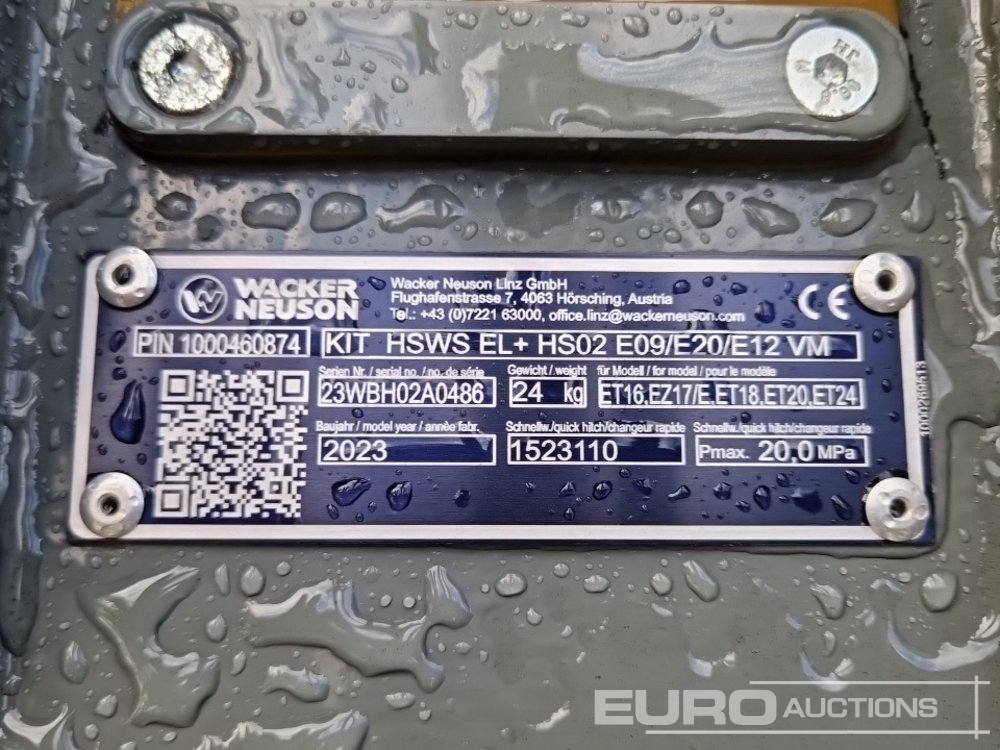 WACKER
NEUSON
Wacker Neuson Linz GmbH
Flughafenstrasse 7, 4063 Hörsching, Austria
Tel.: +43 (0)7221 63000, office.linz@wackerneuson.com
CE
PIN 1000460874
KIT HSWS EL+ HS02 E09/E20/E12 VM
Serien Nr./ serial no./ no. de série
23WBH02A0486
Gewicht / weight
24 kg
für Modell / for model / pour le modèle
ET16,EZ17/E,ET18,ET20,ET24
Baujahr / model year / année fabr.
2023
Schnellw./quick hitch/changeur rapide
1523110
Schnellw./quick hitch/changeur rapide
Pmax. 20,0 MPa
EURO AUCTIONS